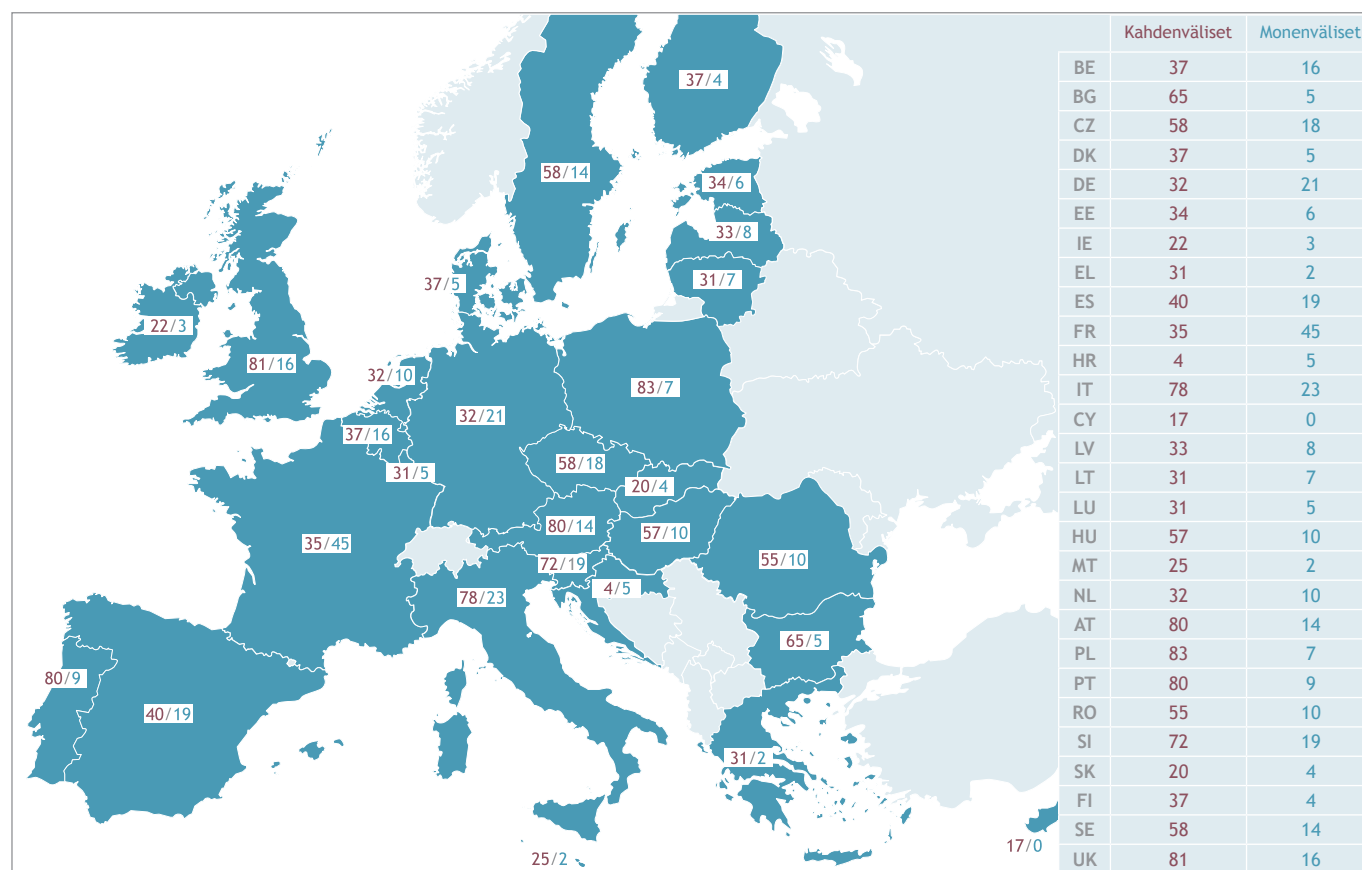 Kahdenväliset Monenväliset
BE 37 16
BG 65 5
CZ 58 18
DK 37 5
DE 32 21
EE 34 6
IE 22 3
EL 31 2
ES 40 19
FR 35 45
HR 4 5
IT 78 23
CY 17 0
LV 33 8
LT 31 7
LU 31 5
HU 57 10
MT 25 2
NL 32 10
AT 80 14
PL 83 7
PT 80 9
RO 55 10
SI 72 19
SK 20 4
FI 37 4
SE 58 14
UK 81 16
37/4
58/14
34/6
33/8
31/7
37/5
22/3
81/16
32/10
83/7
32/21
37/16
58/18
31/5
20/4
80/14
57/10
35/45
72/19
55/10
4/5
78/23
65/5
80/9
40/19
31/2
17/0
25/2